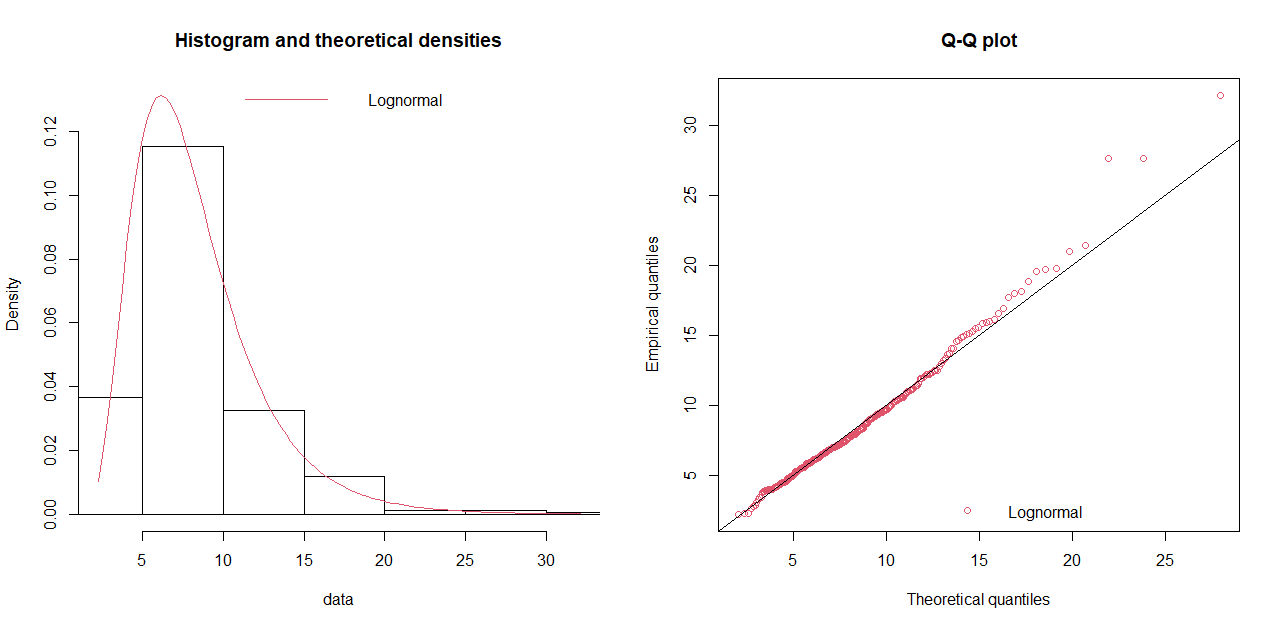 Histogram and theoretical densities
Lognormal
Density
0.00
0.02
0.04
0.06
0.08
0.10
0.12
5 10 15 20 25 30
data
Q-Q plot
Empirical quantiles
5
10
15
20
25
30
Lognormal
5 10 15 20 25
Theoretical quantiles